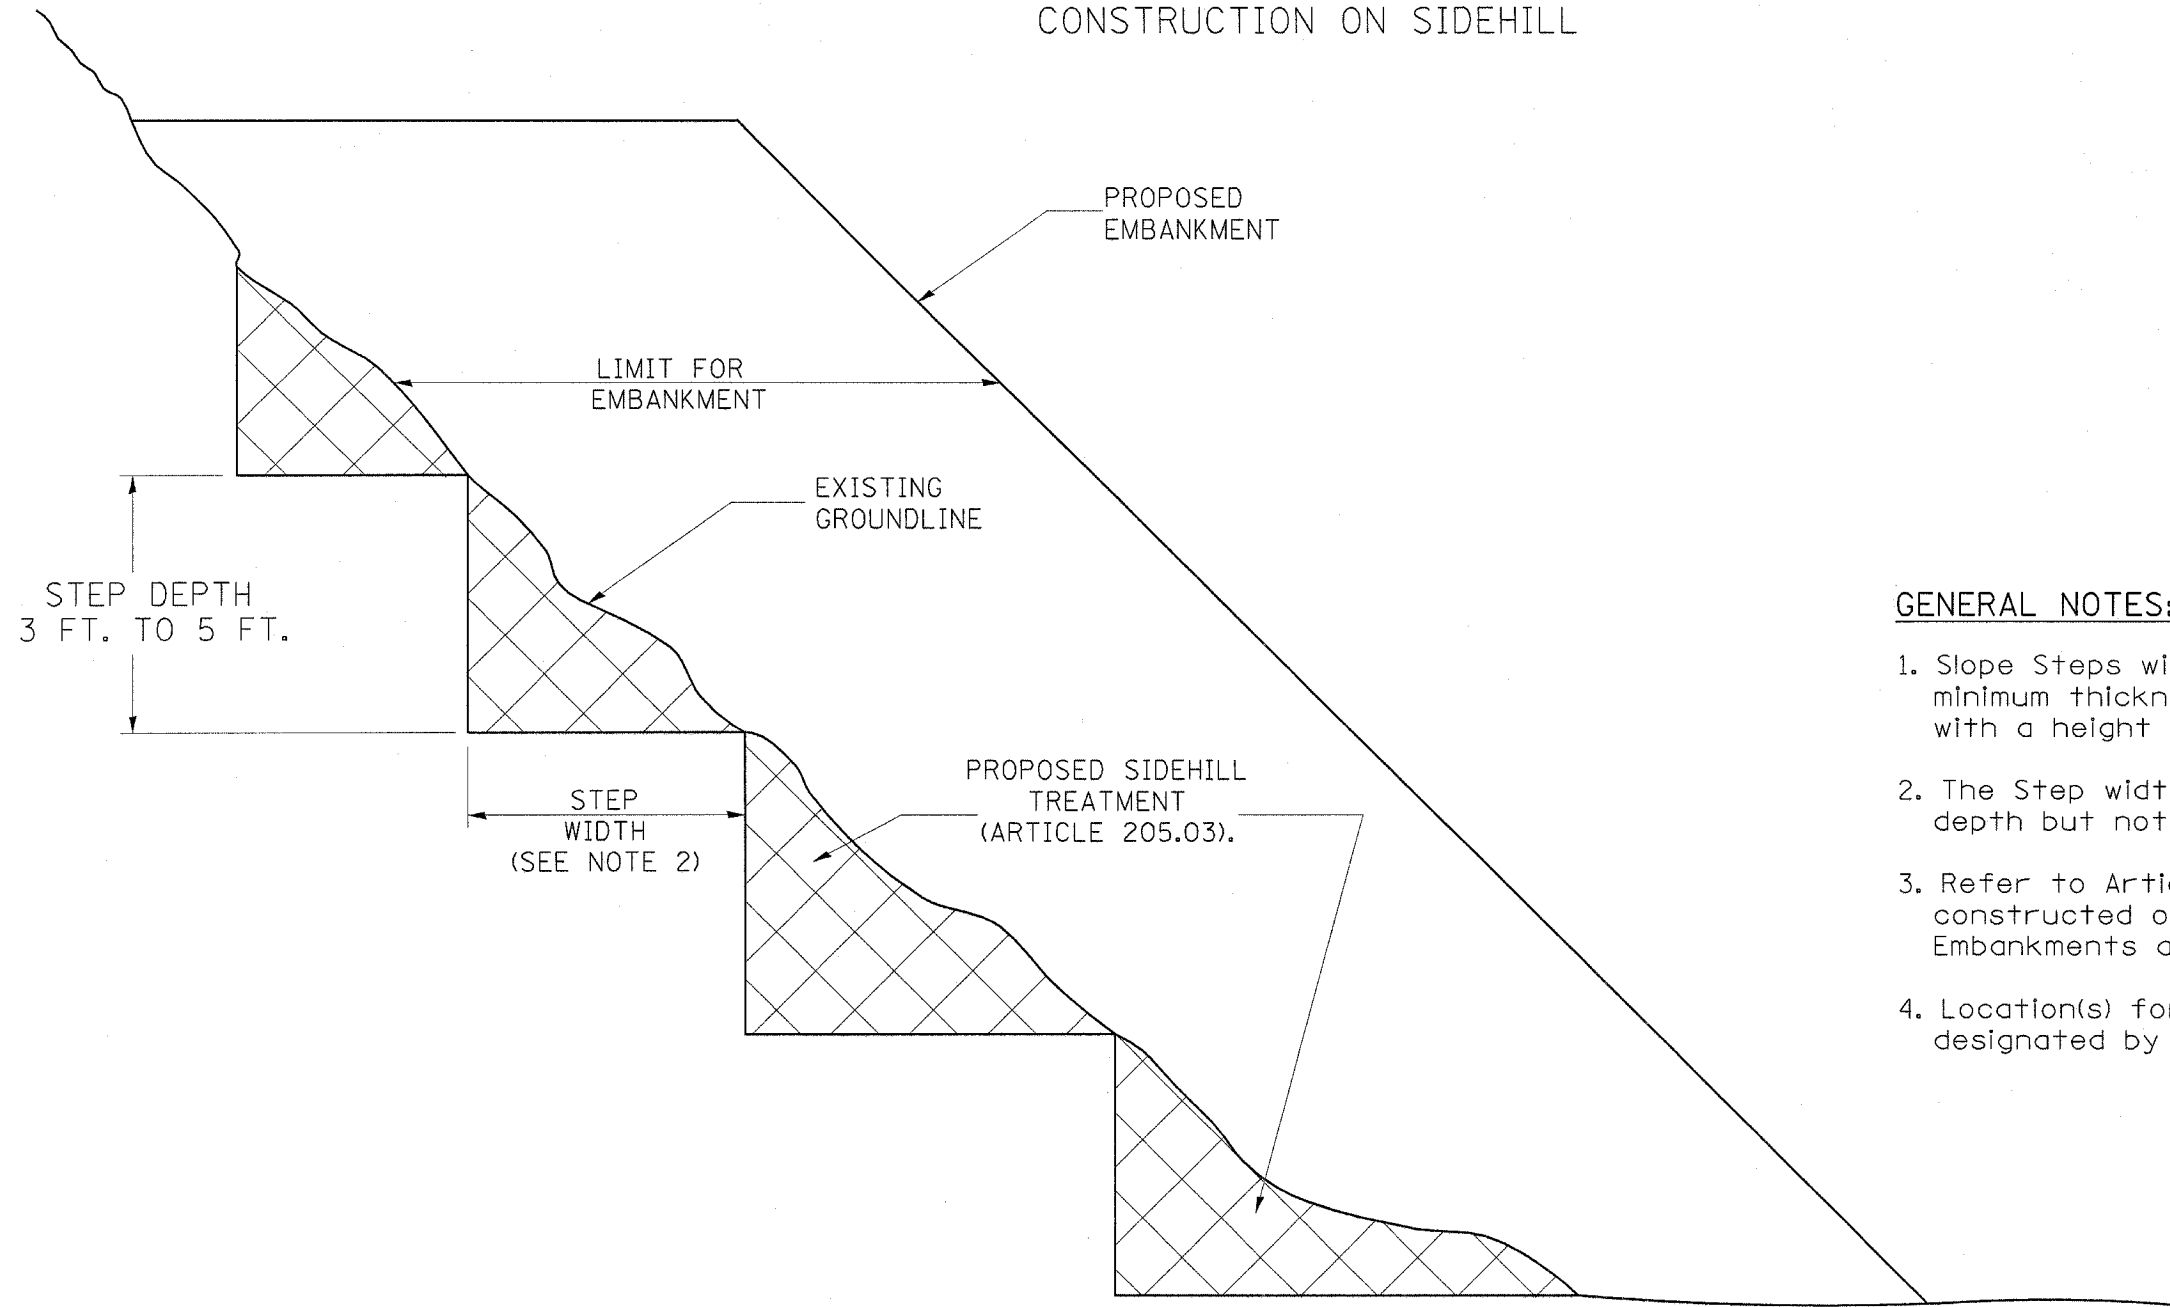 CONSTRUCTION ON SIDEHILL
PROPOSED
EMBANKMENT
LIMIT FOR
EMBANKMENT
EXISTING
GROUNDLINE
STEP DEPTH
3 FT. TO 5 FT.
STEP
WIDTH
(SEE NOTE 2)
PROPOSED SIDEHILL
TREATMENT
(ARTICLE 205.03).
GENERAL NOTES:
1. Slope Steps wi
minimum thickn
with a height
2. The Step widt
depth but not
3. Refer to Arti
constructed o
Embankments a
4. Location(s) for
designated by